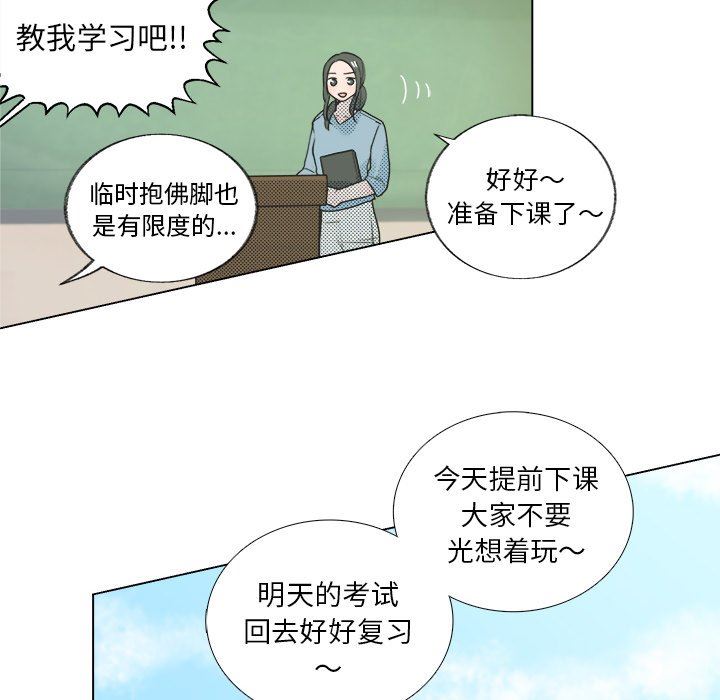 教我学习吧!!
临时抱佛脚也
是有限度的...
好好～
准备下课了～
今天提前下课
大家不要
光想着玩～
明天的考试
回去好好复习
～